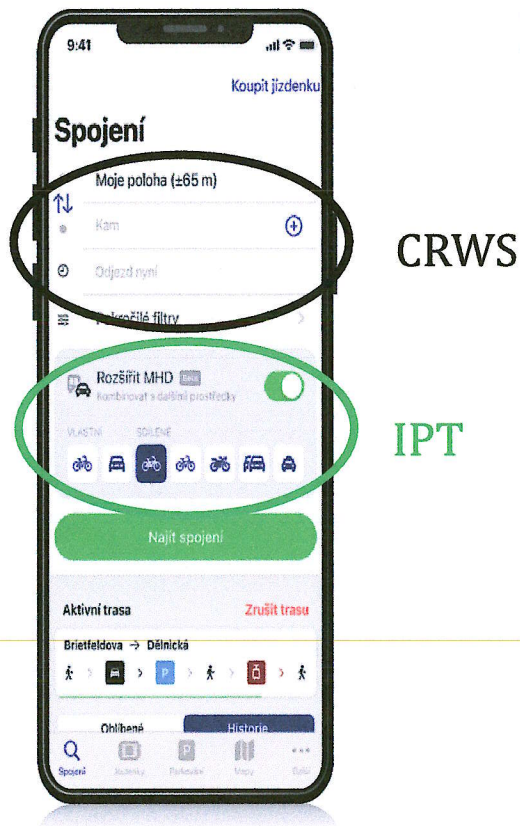 9:41
Koupit jízdenku
Spojení
Moje poloha (±65 m)
Kam
Odjezd nyní
CRWS
Pokročilé filtry
Rozšířit MHD Beta
Kombinovat s dalšími prostředky
VLASTNÍ SDÍLENÉ
IPT
Najít spojení
Aktivní trasa Zrušit trasu
Brietfeldova → Dělnická
P
Oblíbené Historie
P
Spojení Jízdenky Parkování Mapy Další